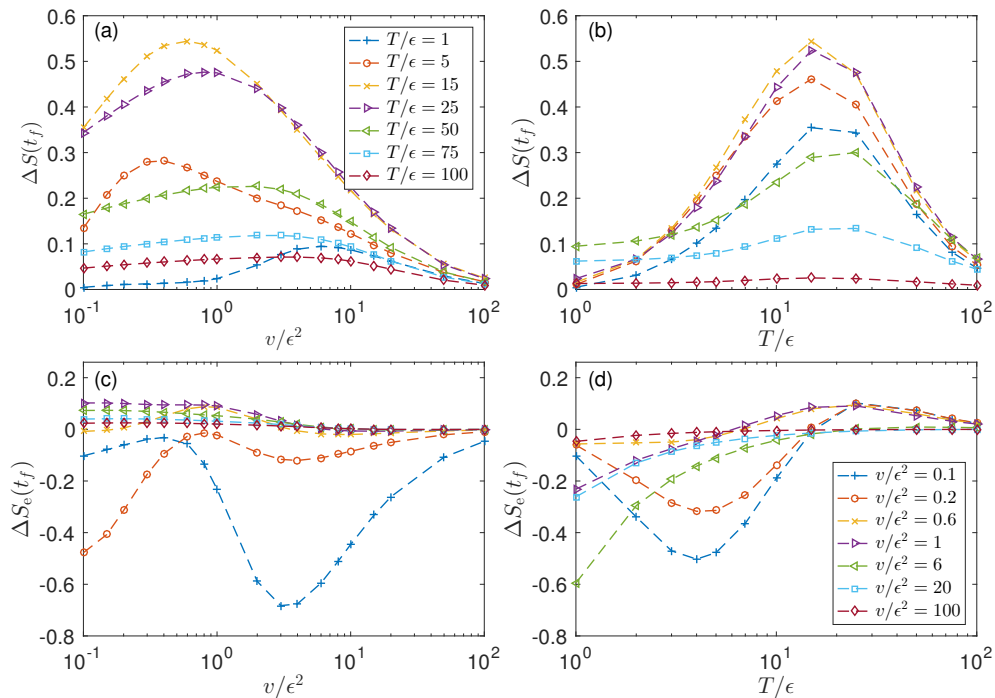 (a)
0.6
0.5
0.4
0.3
0.2
0.1
0
ΔS(t_f)
10^-1
10^0
10^1
10^2
v/ϵ^2
T/ϵ = 1
T/ϵ = 5
T/ϵ = 15
T/ϵ = 25
T/ϵ = 50
T/ϵ = 75
T/ϵ = 100
(b)
0.6
0.5
0.4
0.3
0.2
0.1
0
ΔS(t_f)
10^0
10^1
10^2
T/ϵ
(c)
0.2
0
-0.2
-0.4
-0.6
-0.8
ΔS_e(t_f)
10^-1
10^0
10^1
10^2
v/ϵ^2
(d)
0.2
0
-0.2
-0.4
-0.6
-0.8
ΔS_e(t_f)
10^0
10^1
10^2
T/ϵ
v/ϵ^2 = 0.1
v/ϵ^2 = 0.2
v/ϵ^2 = 0.6
v/ϵ^2 = 1
v/ϵ^2 = 6
v/ϵ^2 = 20
v/ϵ^2 = 100